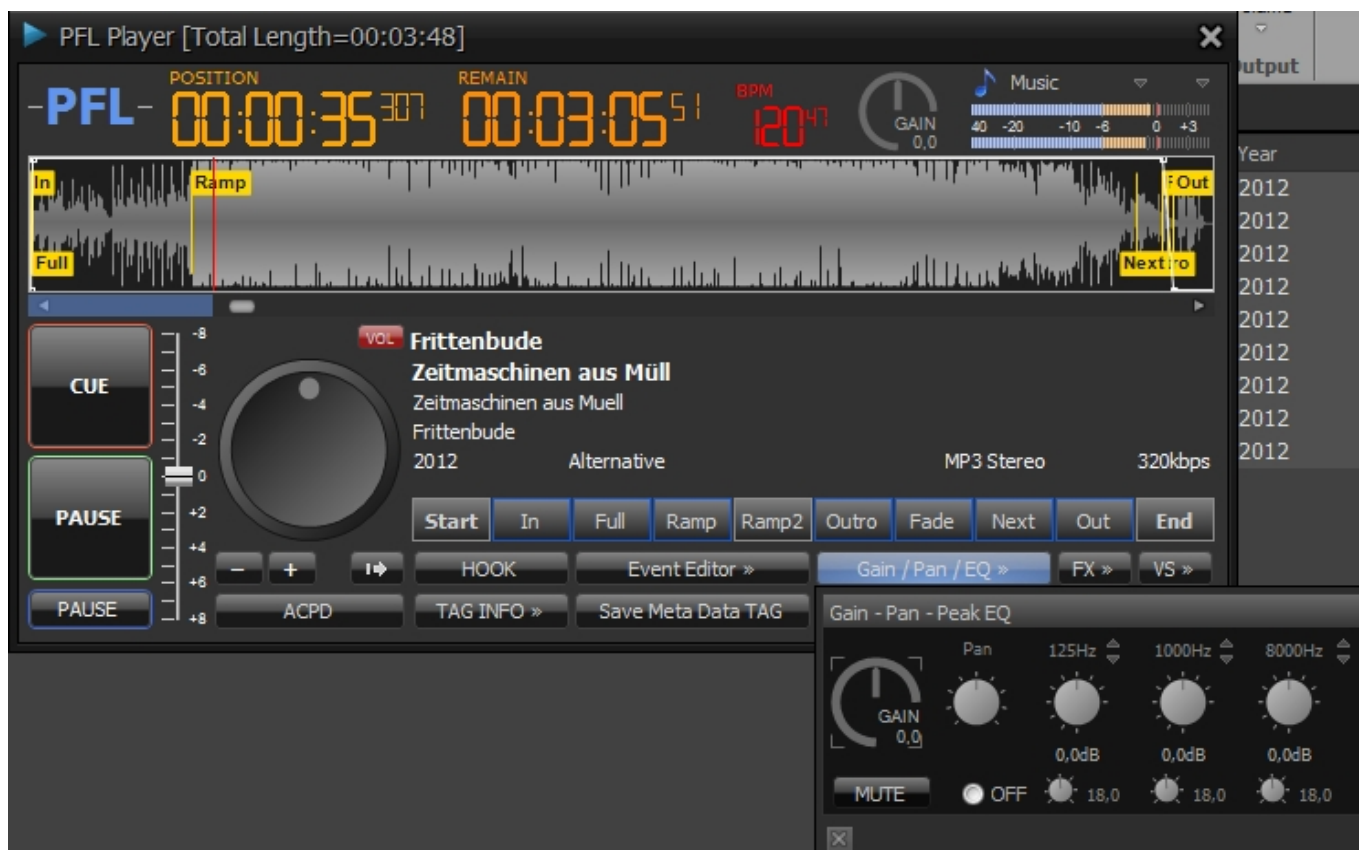 PFL Player [Total Length=00:03:48]
Output
-PFL-
POSITION
00:00:35 307
REMAIN
00:03:05 51
BPM
120 47
GAIN
0,0
Music
40 -20 -10 -6 0 +3
Year
In
Ramp
Out
Full
Next
ro
2012
2012
2012
2012
2012
2012
2012
2012
2012
CUE
PAUSE
PAUSE
-8
-6
-4
-2
0
+2
+4
+6
+8
VOL
Frittenbude
Zeitmaschinen aus Müll
Zeitmaschinen aus Muell
Frittenbude
2012 Alternative MP3 Stereo 320kbps
Start In Full Ramp Ramp2 Outro Fade Next Out End
- + HOOK Event Editor » Gain / Pan / EQ » FX » VS »
ACPD TAG INFO » Save Meta Data TAG
Gain - Pan - Peak EQ
Pan 125Hz 1000Hz 8000Hz
GAIN
0,0
0,0dB 0,0dB 0,0dB
MUTE OFF 18,0 18,0 18,0